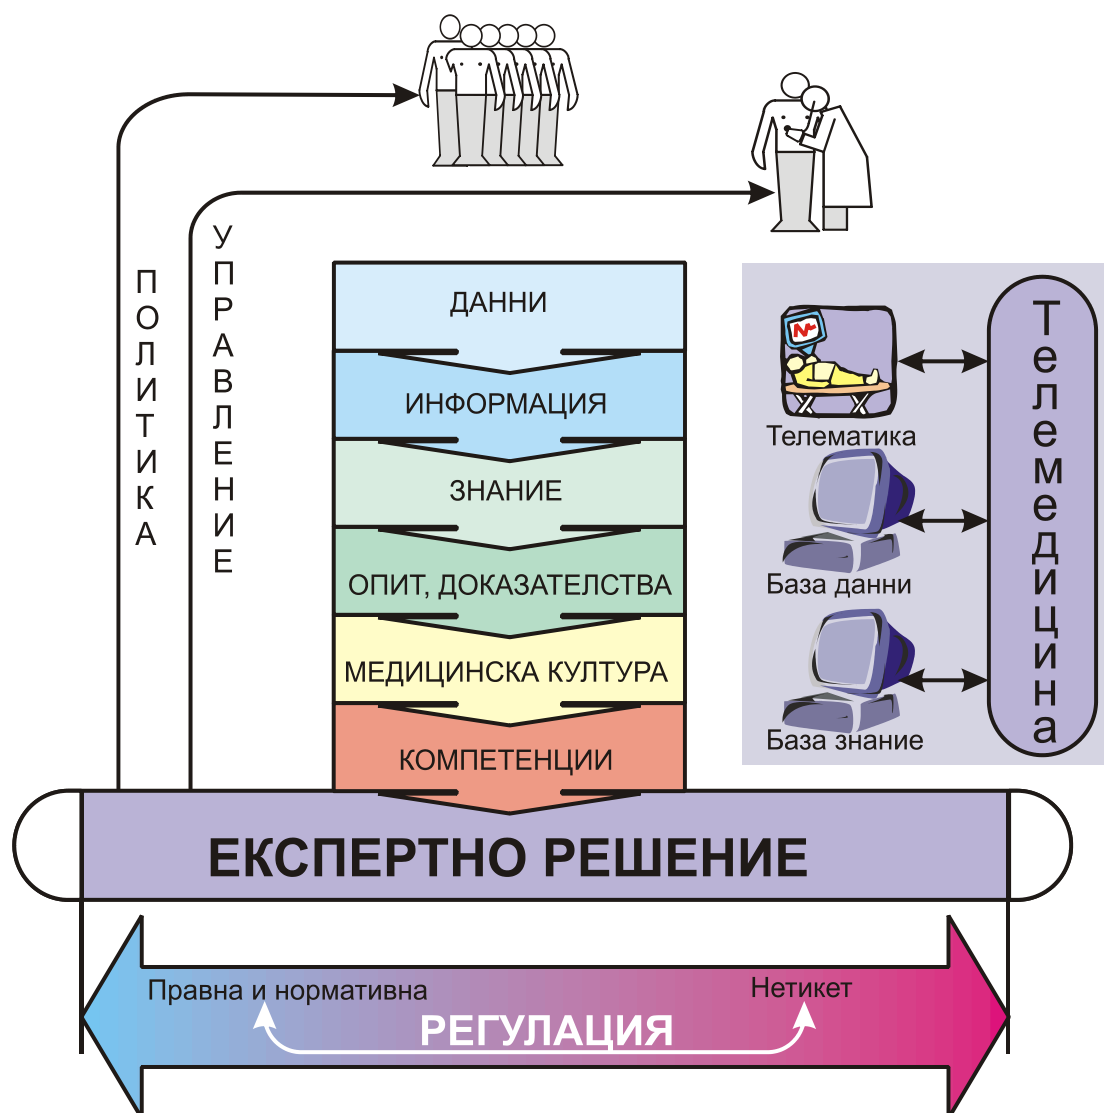 ПОЛИТИКА
УПРАВЛЕНИЕ
ДАННИ
ИНФОРМАЦИЯ
ЗНАНИЕ
ОПИТ, ДОКАЗАТЕЛСТВА
МЕДИЦИНСКА КУЛТУРА
КОМПЕТЕНЦИИ
Телематика
База данни
База знание
Телемедицина
ЕКСПЕРТНО РЕШЕНИЕ
Правна и нормативна
Нетикет
РЕГУЛАЦИЯ